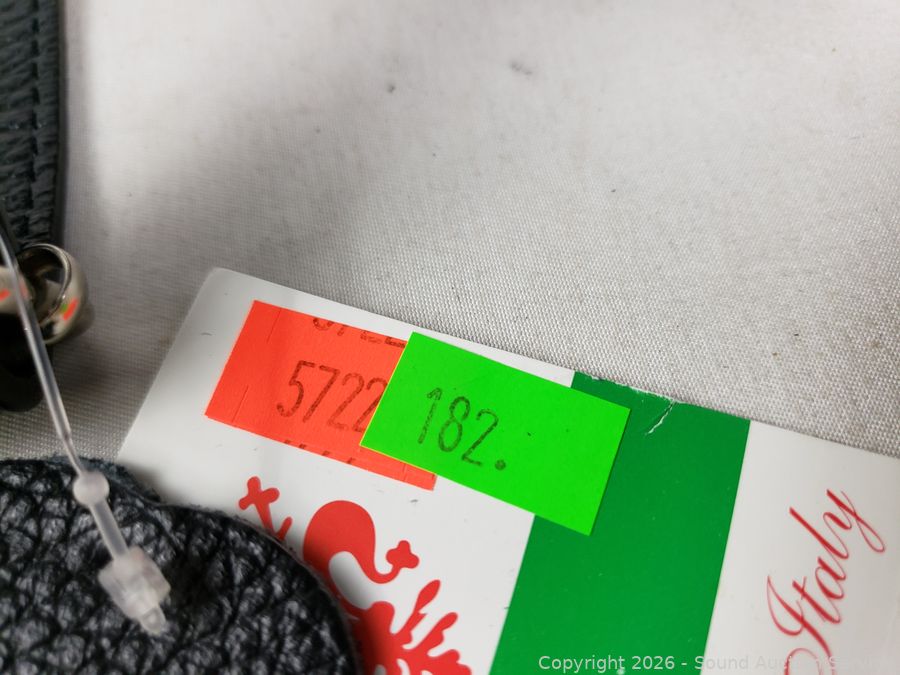 5722
182.
Italy
Copyright 2026 - Sound Auction Service